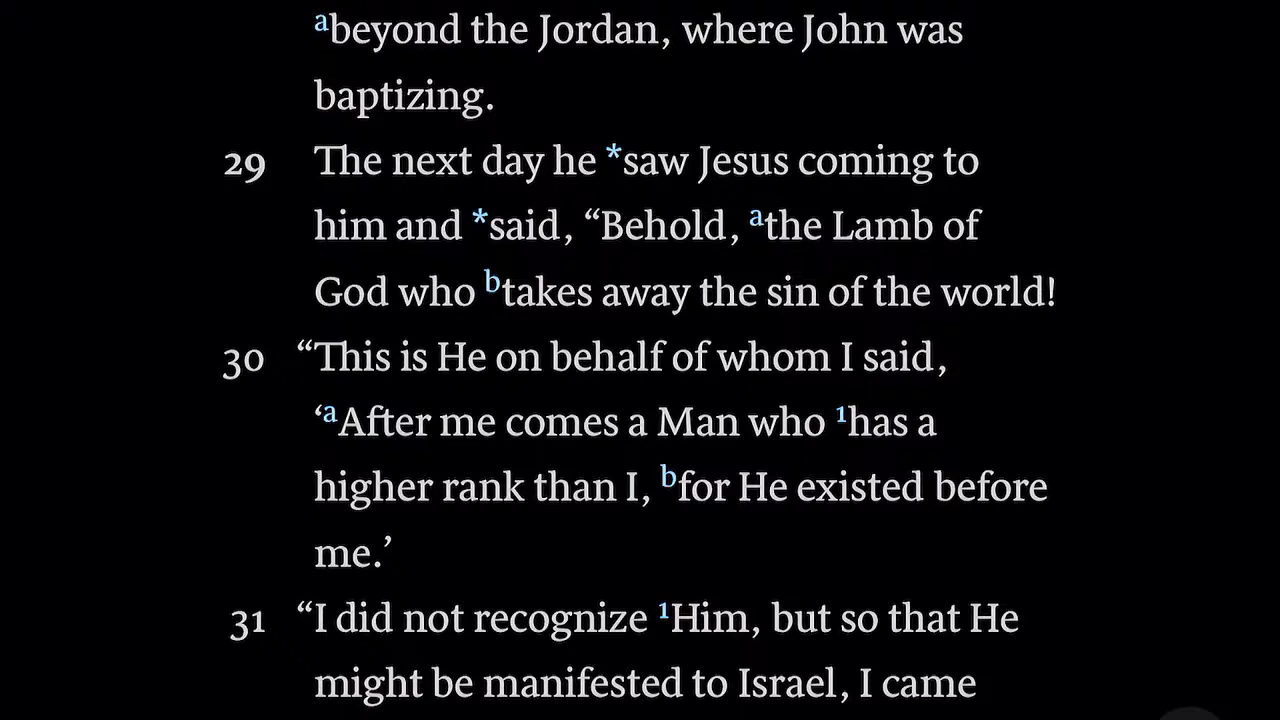 ᵃbeyond the Jordan, where John was
baptizing.
29 The next day he *saw Jesus coming to
him and *said, “Behold, ᵃthe Lamb of
God who ᵇtakes away the sin of the world!
30 “This is He on behalf of whom I said,
‘ᵃAfter me comes a Man who ¹has a
higher rank than I, ᵇfor He existed before
me.’
31 “I did not recognize ¹Him, but so that He
might be manifested to Israel, I came